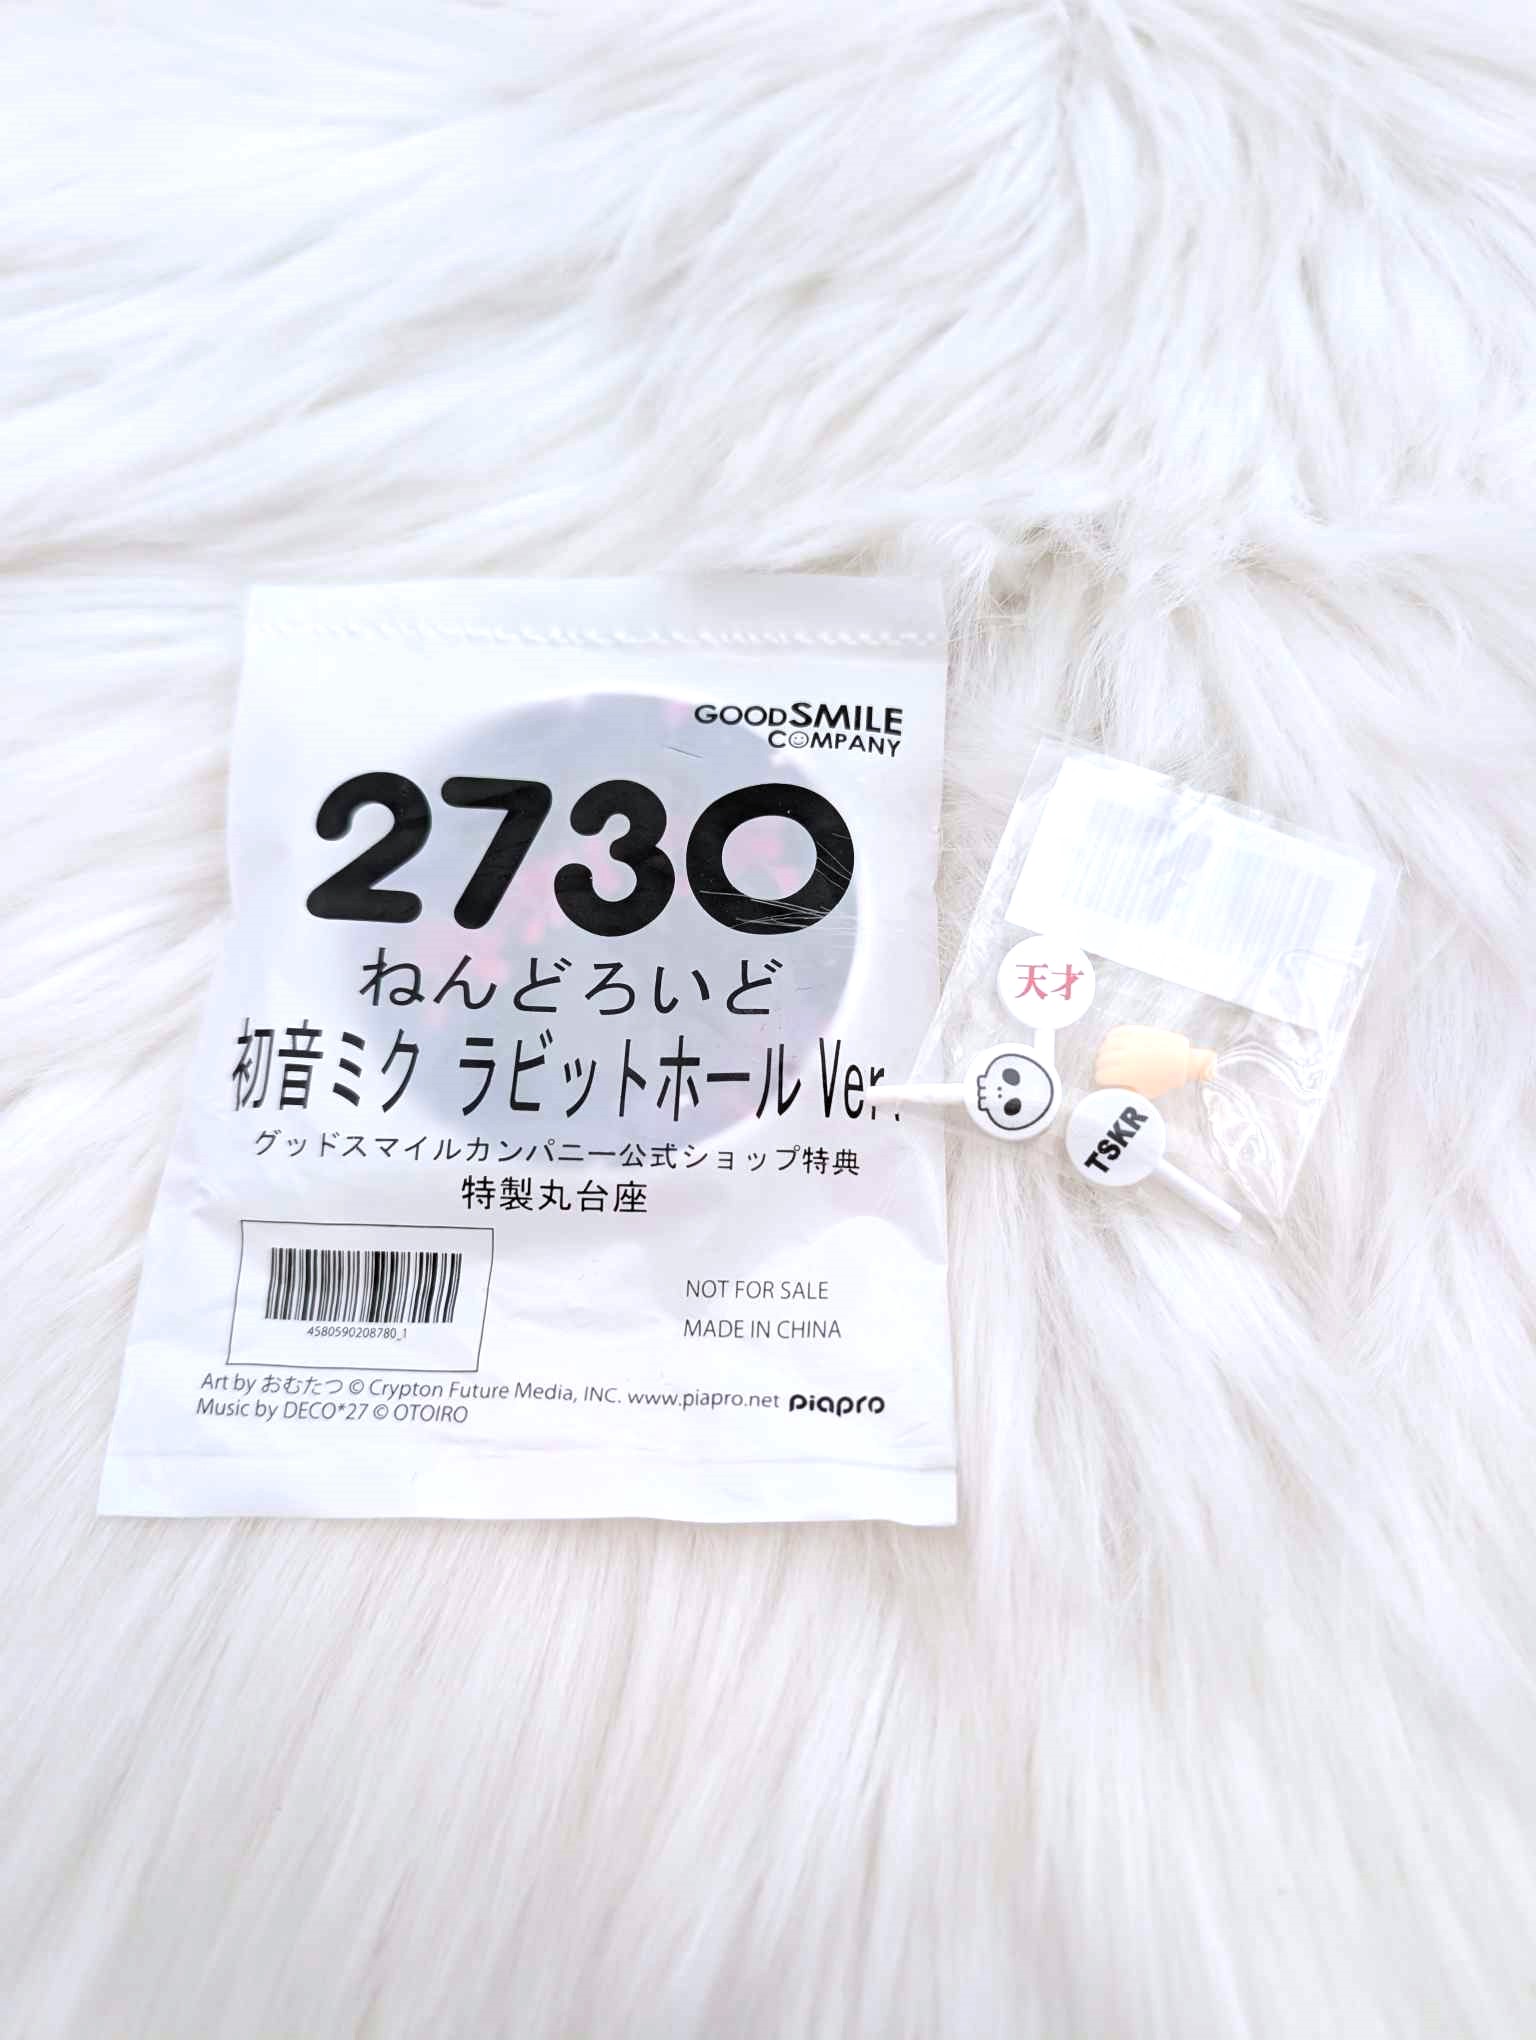 GOODSMILE
COMPANY
2730
ねんどろいど
初音ミク ラビットホール Ver.
グッドスマイルカンパニー公式ショップ特典
特製丸台座
4580590208780_1
NOT FOR SALE
MADE IN CHINA
Art by おむたつ © Crypton Future Media, INC. www.piapro.net piapro
Music by DECO*27 © OTOIRO
天才
TSKR